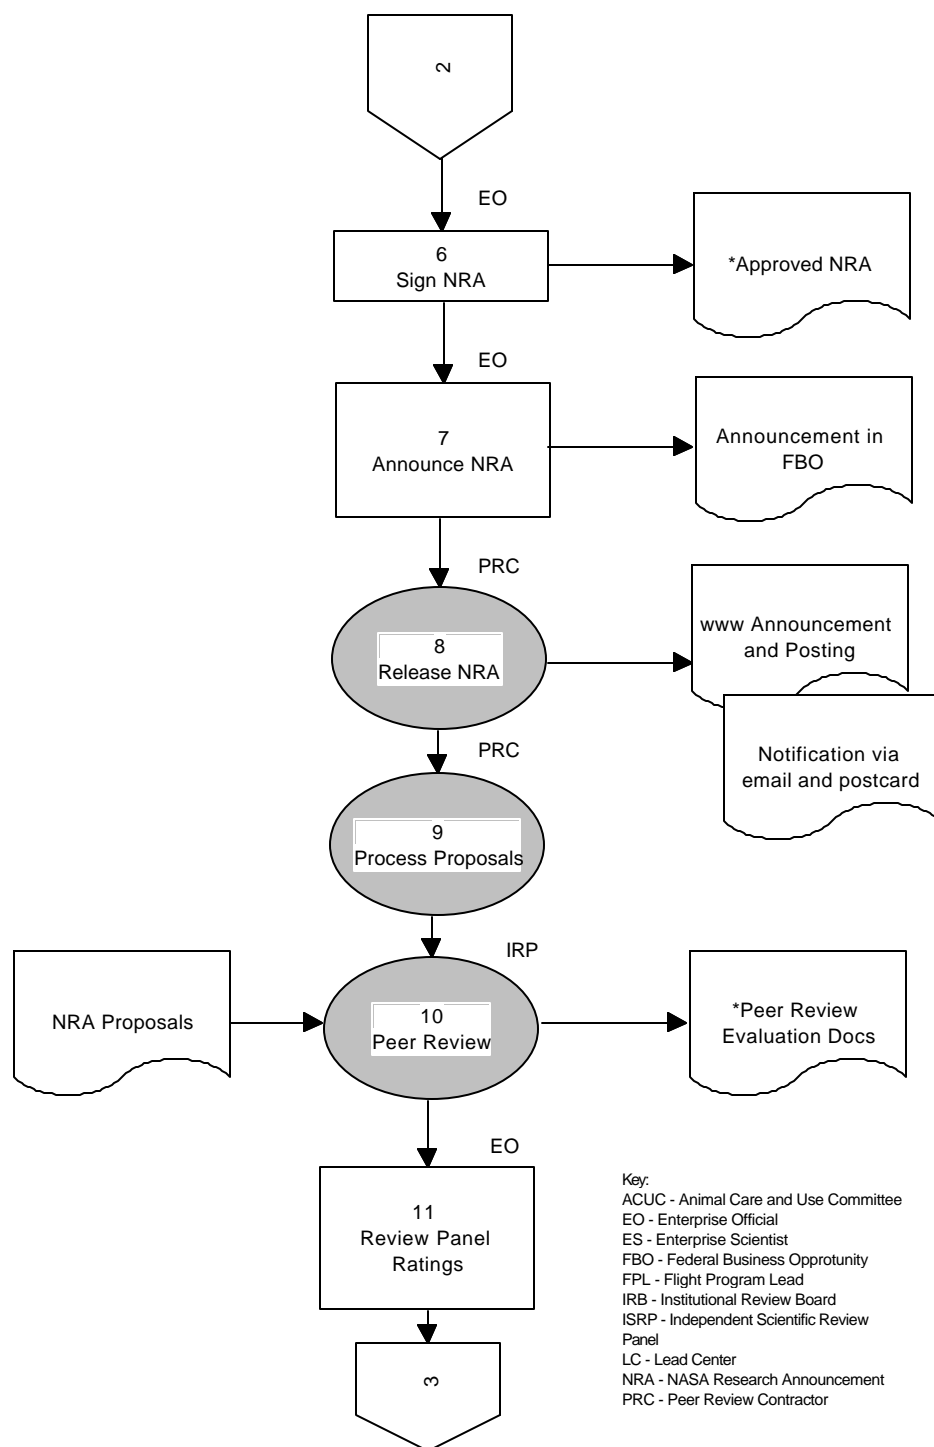 2
EO
6
Sign NRA
*Approved NRA
EO
7
Announce NRA
Announcement in
FBO
PRC
8
Release NRA
www Announcement
and Posting
Notification via
email and postcard
PRC
9
Process Proposals
IRP
NRA Proposals
10
Peer Review
*Peer Review
Evaluation Docs
EO
11
Review Panel
Ratings
3
Key:
ACUC - Animal Care and Use Committee
EO - Enterprise Official
ES - Enterprise Scientist
FBO - Federal Business Opprotunity
FPL - Flight Program Lead
IRB - Institutional Review Board
ISRP - Independent Scientific Review
Panel
LC - Lead Center
NRA - NASA Research Announcement
PRC - Peer Review Contractor